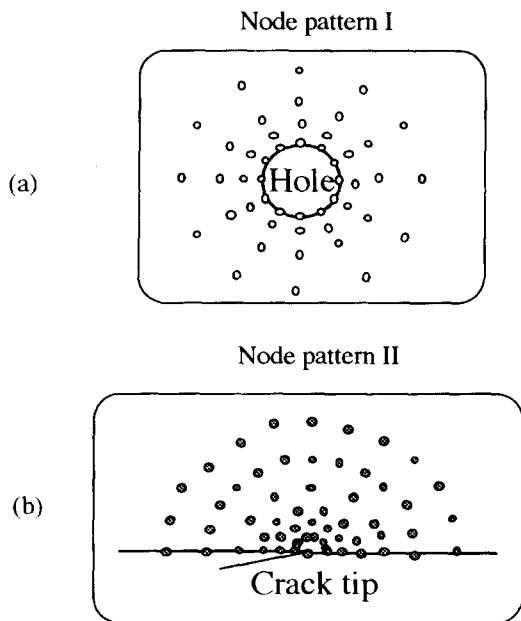 Node pattern I
(a)
Hole
Node pattern II
(b)
Crack tip